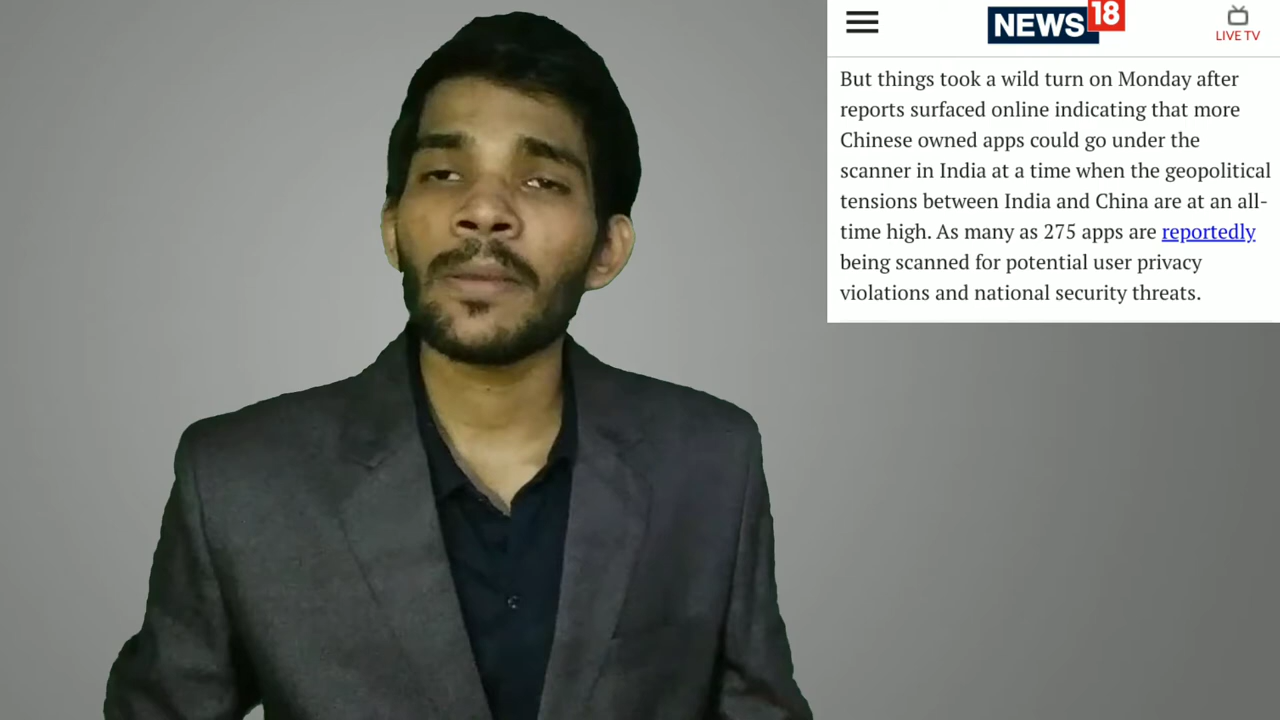 NEWS 18
LIVE TV
But things took a wild turn on Monday after
reports surfaced online indicating that more
Chinese owned apps could go under the
scanner in India at a time when the geopolitical
tensions between India and China are at an all-
time high. As many as 275 apps are reportedly
being scanned for potential user privacy
violations and national security threats.